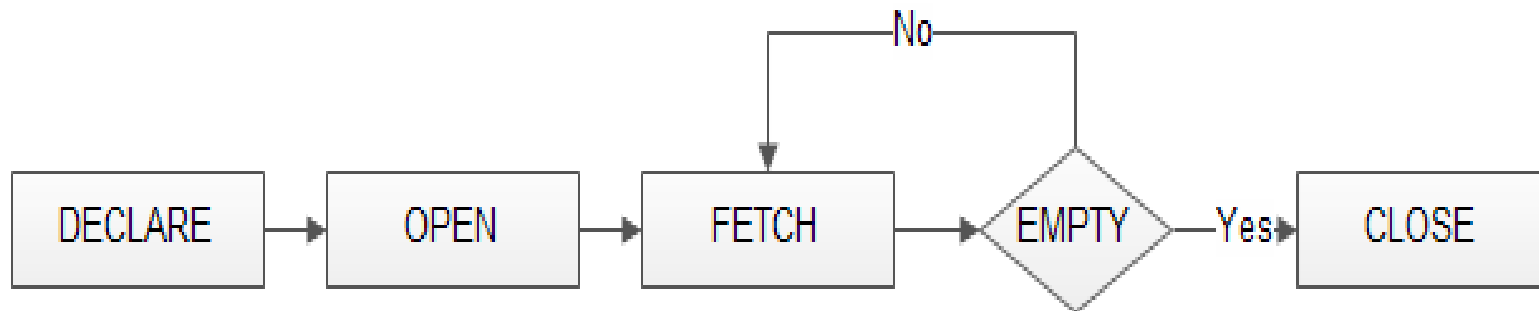 No
DECLARE
OPEN
FETCH
EMPTY
Yes
CLOSE